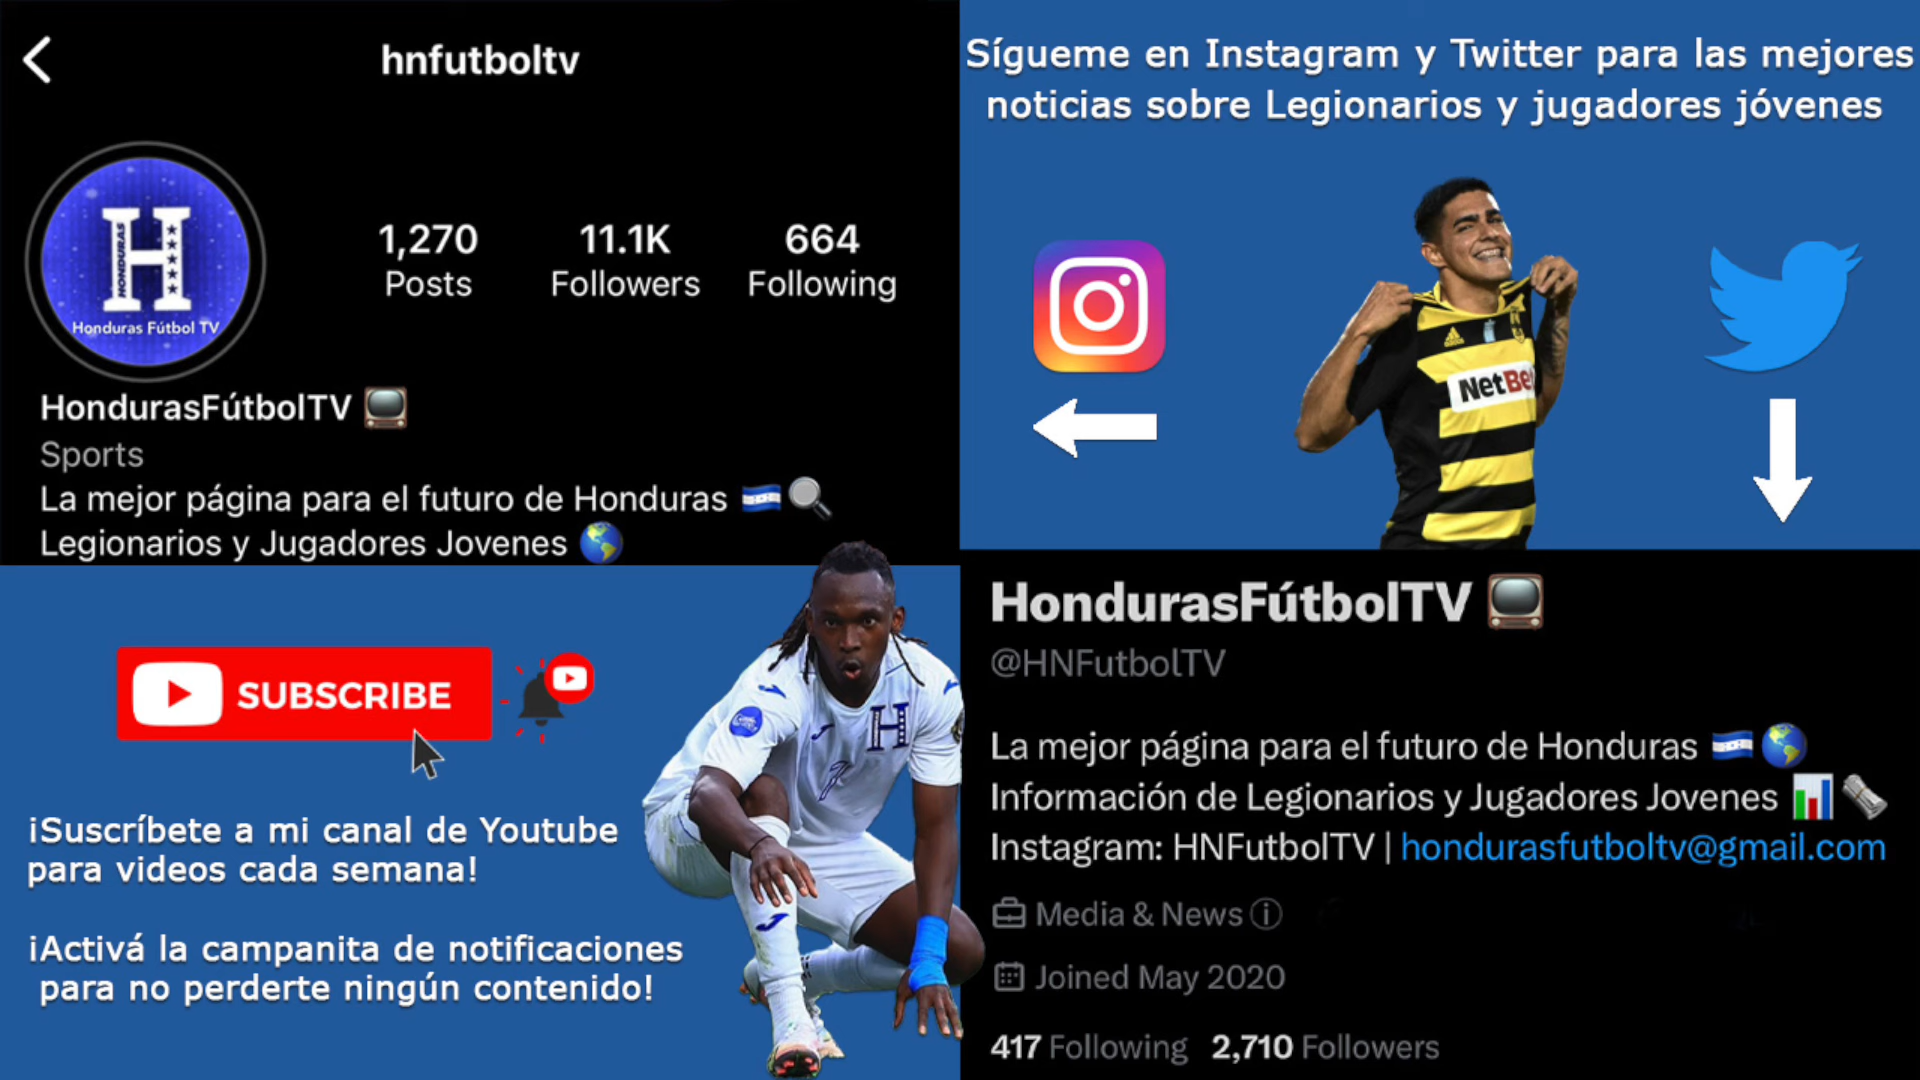 hnfutboltv
HONDURAS
H
Honduras Fútbol TV
1,270
Posts
11.1K
Followers
664
Following
HondurasFútbolTV
Sports
La mejor página para el futuro de Honduras
Legionarios y Jugadores Jovenes
Sígueme en Instagram y Twitter para las mejores
noticias sobre Legionarios y jugadores jóvenes
NetBe
SUBSCRIBE
¡Suscríbete a mi canal de Youtube
para videos cada semana!
¡Activá la campanita de notificaciones
para no perderte ningún contenido!
H
7
HondurasFútbolTV
@HNFutbolTV
La mejor página para el futuro de Honduras
Información de Legionarios y Jugadores Jovenes
Instagram: HNFutbolTV | hondurasfutboltv@gmail.com
Media & News
Joined May 2020
417 Following 2,710 Followers